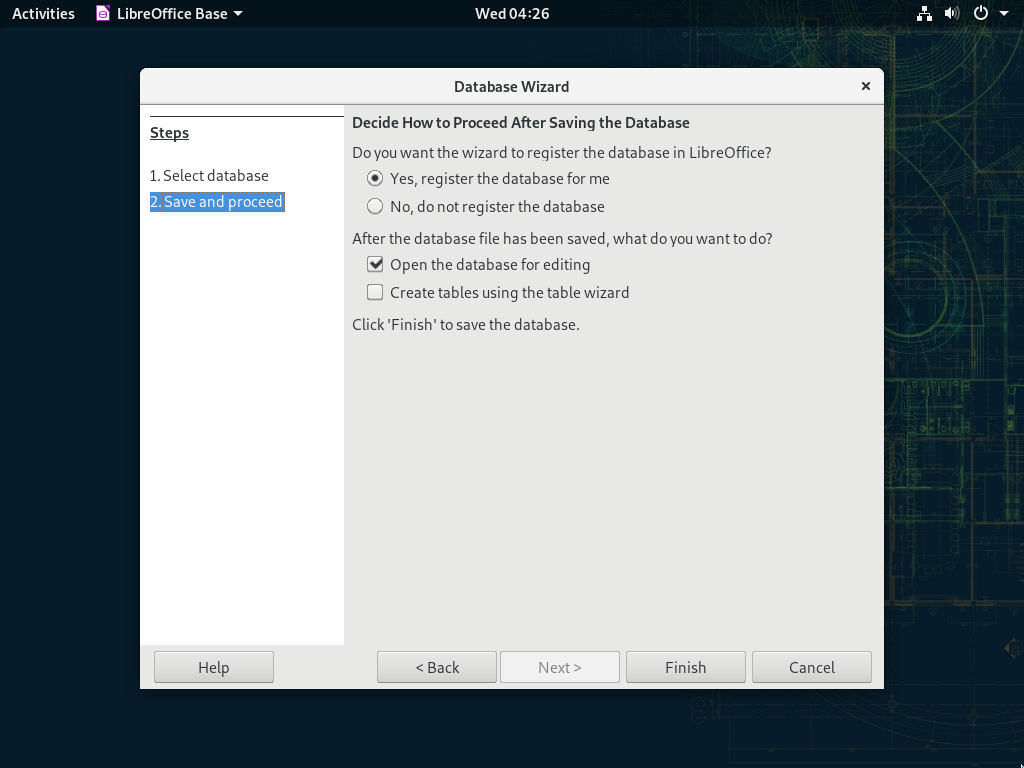 Activities LibreOffice Base Wed 04:26
Database Wizard
Steps
1. Select database
2. Save and proceed
Decide How to Proceed After Saving the Database
Do you want the wizard to register the database in LibreOffice?
Yes, register the database for me
No, do not register the database
After the database file has been saved, what do you want to do?
Open the database for editing
Create tables using the table wizard
Click 'Finish' to save the database.
Help < Back Next > Finish Cancel